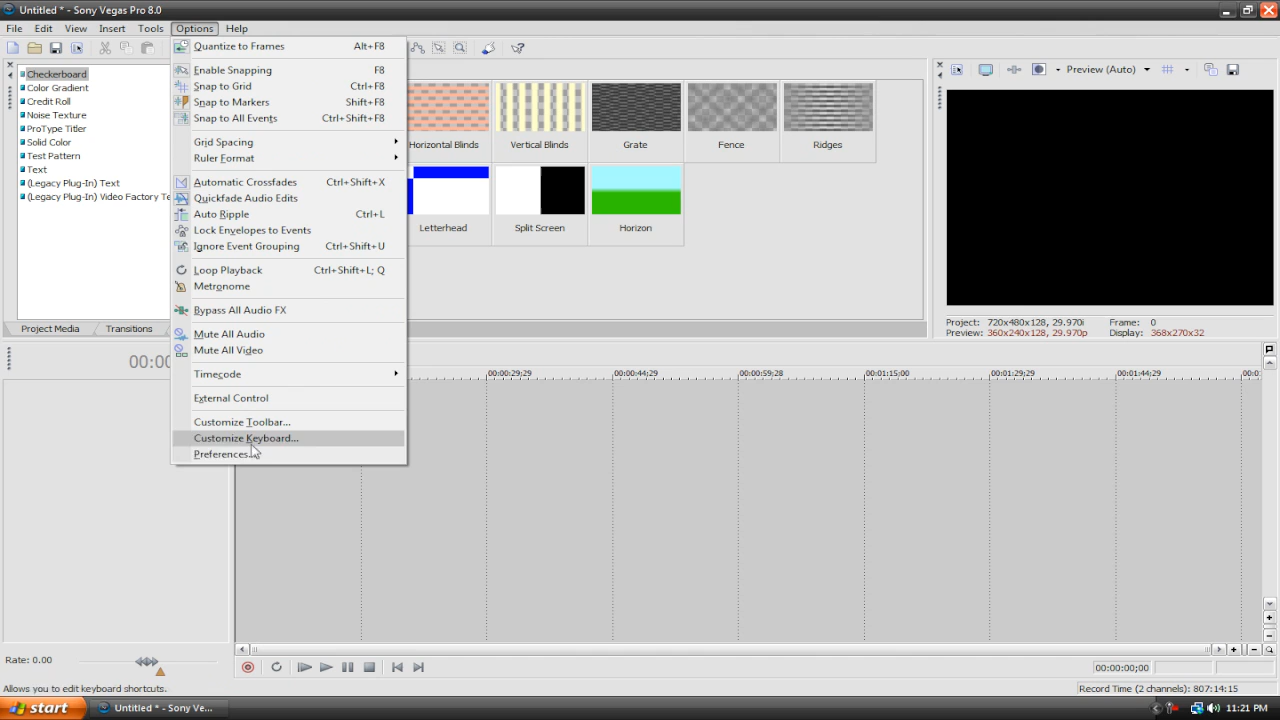 Untitled * - Sony Vegas Pro 8.0
File Edit View Insert Tools Options Help
Quantize to Frames Alt+F8
Enable Snapping F8
Snap to Grid Ctrl+F8
Snap to Markers Shift+F8
Snap to All Events Ctrl+Shift+F8
Grid Spacing
Ruler Format
Automatic Crossfades Ctrl+Shift+X
Quickfade Audio Edits
Auto Ripple Ctrl+L
Lock Envelopes to Events
Ignore Event Grouping Ctrl+Shift+U
Loop Playback Ctrl+Shift+L; Q
Metronome
Bypass All Audio FX
Mute All Audio
Mute All Video
Timecode
External Control
Customize Toolbar...
Customize Keyboard...
Preferences...
Checkerboard
Color Gradient
Credit Roll
Noise Texture
ProType Titler
Solid Color
Test Pattern
Text
(Legacy Plug-In) Text
(Legacy Plug-In) Video Factory Te
Project Media Transitions
Horizontal Blinds Vertical Blinds Grate Fence Ridges
Letterhead Split Screen Horizon
Preview (Auto)
Project: 720x480x128, 29.970i Frame: 0
Preview: 360x240x128, 29.970p Display: 368x270x32
00:00
00:00:29;29 00:00:44;29 00:00:59;28 00:01:15;00 00:01:29;29 00:01:44;29 00:0
Rate: 0.00
00:00:00;00
Allows you to edit keyboard shortcuts.
Record Time (2 channels): 807:14:15
start Untitled * - Sony Ve... 11:21 PM